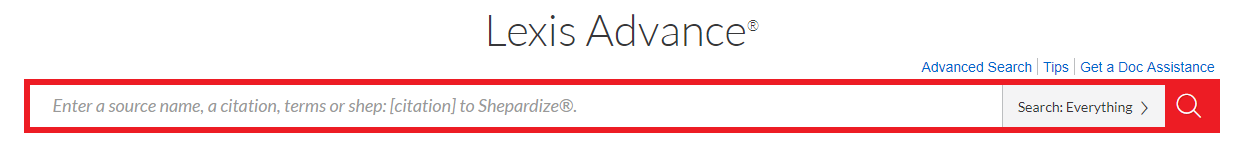 Lexis Advance®
Advanced Search | Tips | Get a Doc Assistance
Enter a source name, a citation, terms or shep: [citation] to Shepardize®.
Search: Everything >